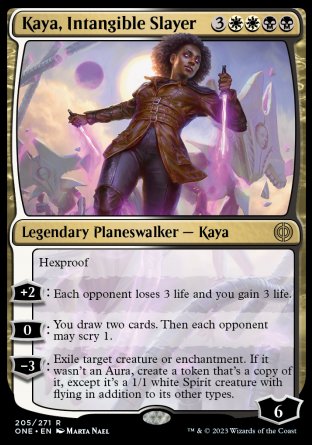 Kaya, Intangible Slayer 3
Legendary Planeswalker — Kaya
Hexproof
+2: Each opponent loses 3 life and you gain 3 life.
0: You draw two cards. Then each opponent
may scry 1.
−3: Exile target creature or enchantment. If it
wasn't an Aura, create a token that's a copy of
it, except it's a 1/1 white Spirit creature with
flying in addition to its other types.
6
205/271 R
ONE • EN Marta Nael
™ & © 2023 Wizards of the Coast